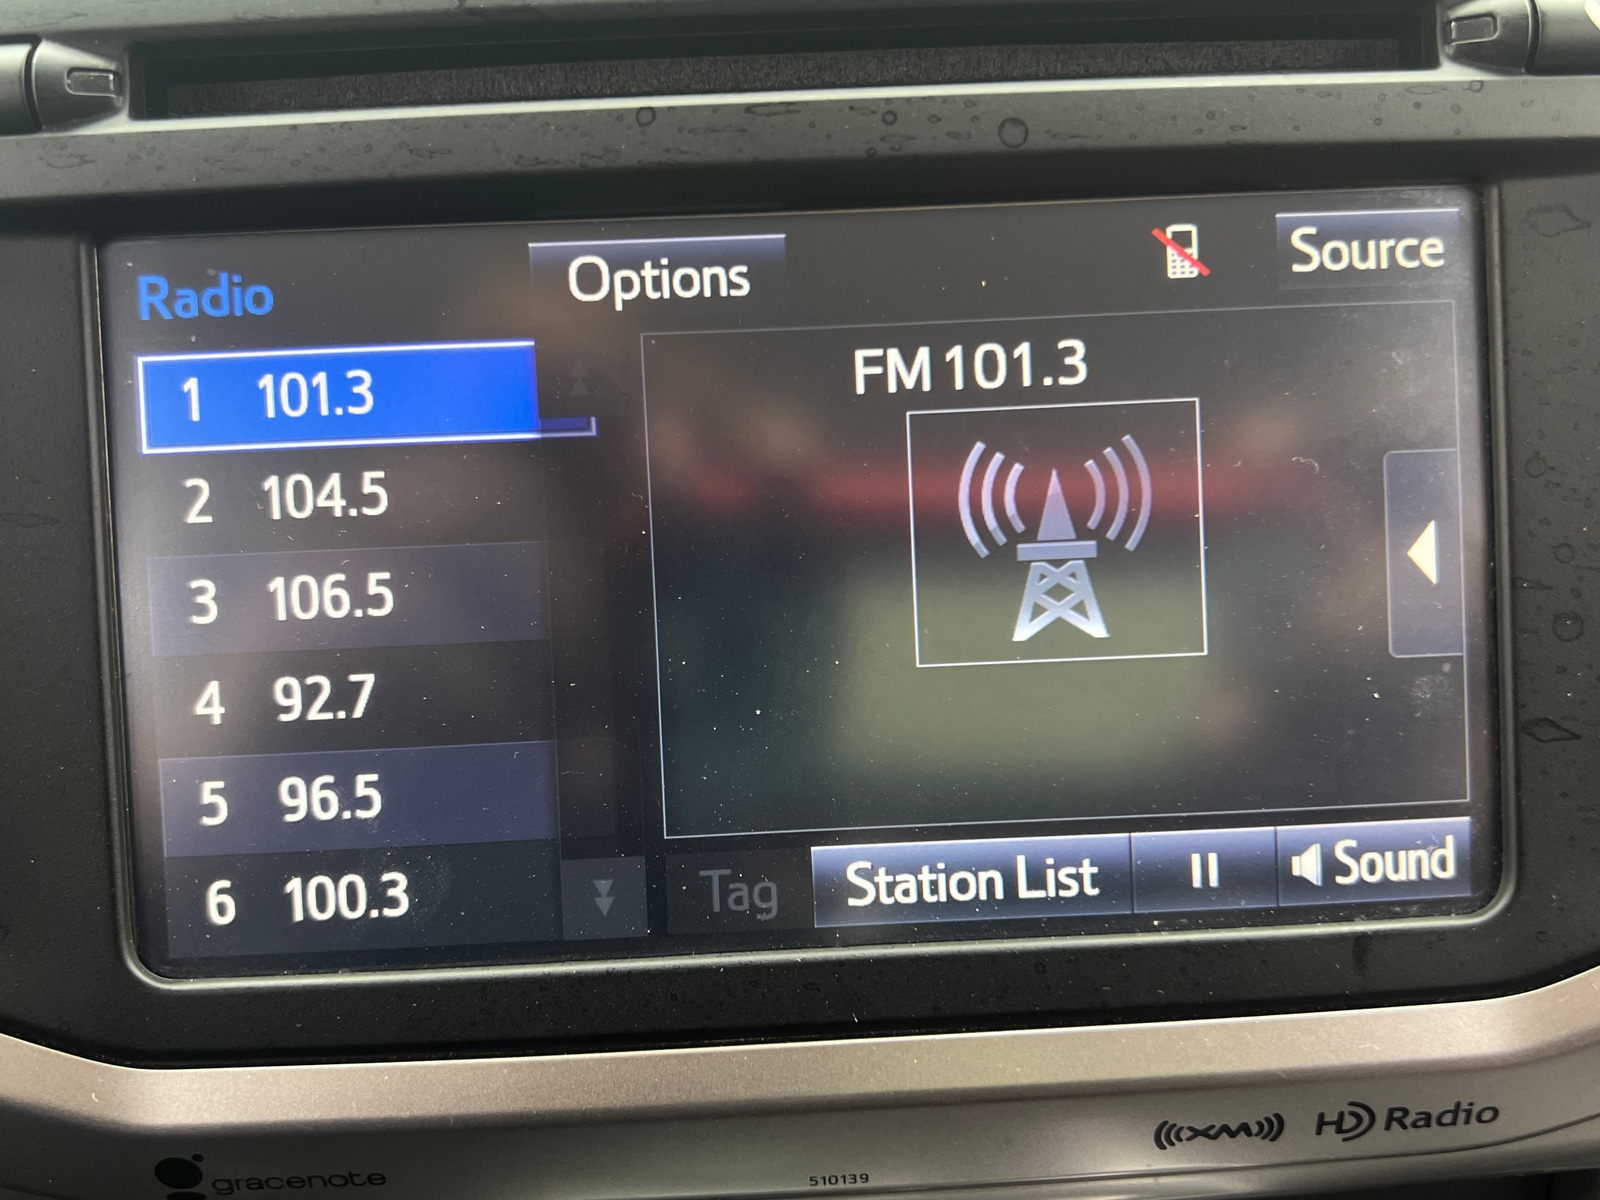 Radio
Options
Source
1 101.3
2 104.5
3 106.5
4 92.7
5 96.5
6 100.3
FM 101.3
Tag
Station List
Sound
XM
HD Radio
gracenote
510139